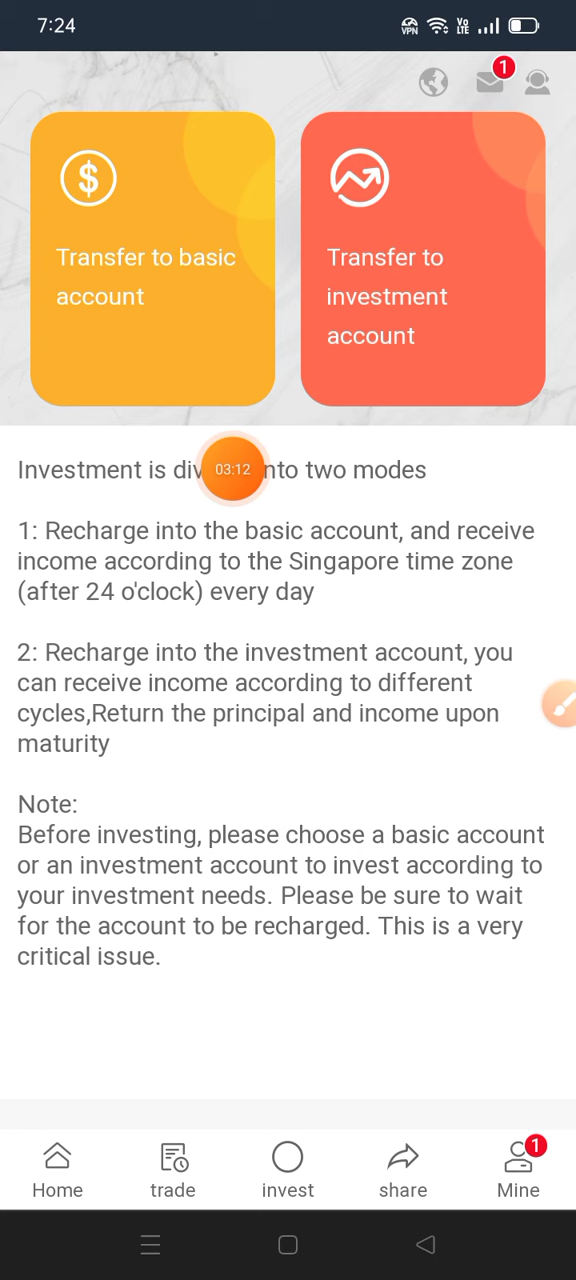 7:24
VPN
Vo
LTE
1
$
Transfer to basic
account
Transfer to
investment
account
Investment is div
03:12
nto two modes
1: Recharge into the basic account, and receive
income according to the Singapore time zone
(after 24 o'clock) every day
2: Recharge into the investment account, you
can receive income according to different
cycles,Return the principal and income upon
maturity
Note:
Before investing, please choose a basic account
or an investment account to invest according to
your investment needs. Please be sure to wait
for the account to be recharged. This is a very
critical issue.
1
Home
trade
invest
share
Mine